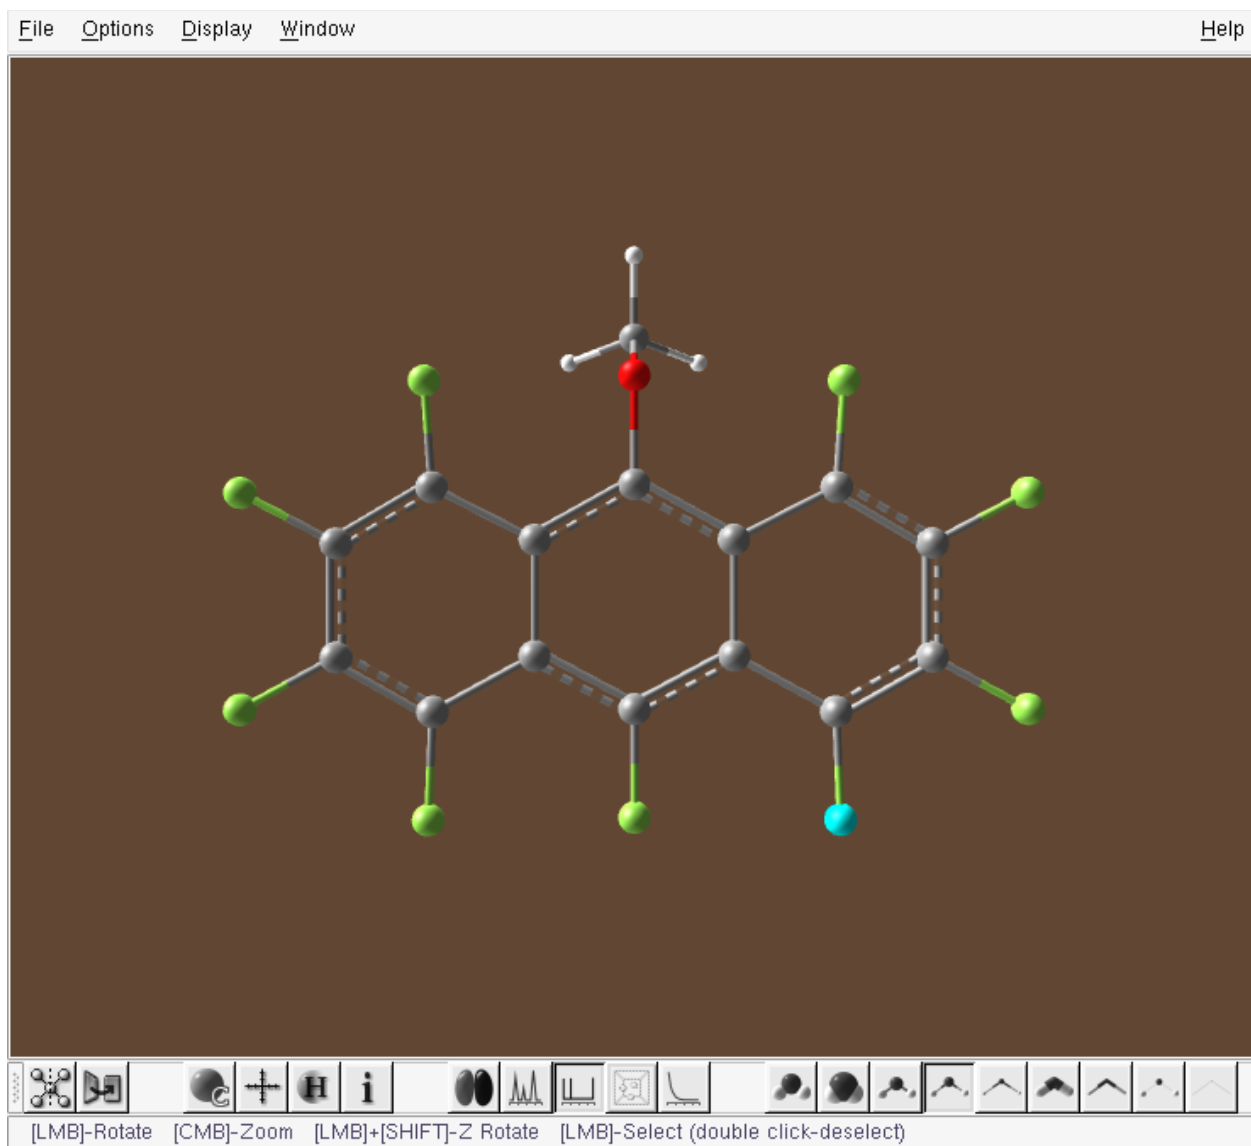 File Options Display Window Help
C H i
[LMB]-Rotate [CMB]-Zoom [LMB]+[SHIFT]-Z Rotate [LMB]-Select (double click-deselect)